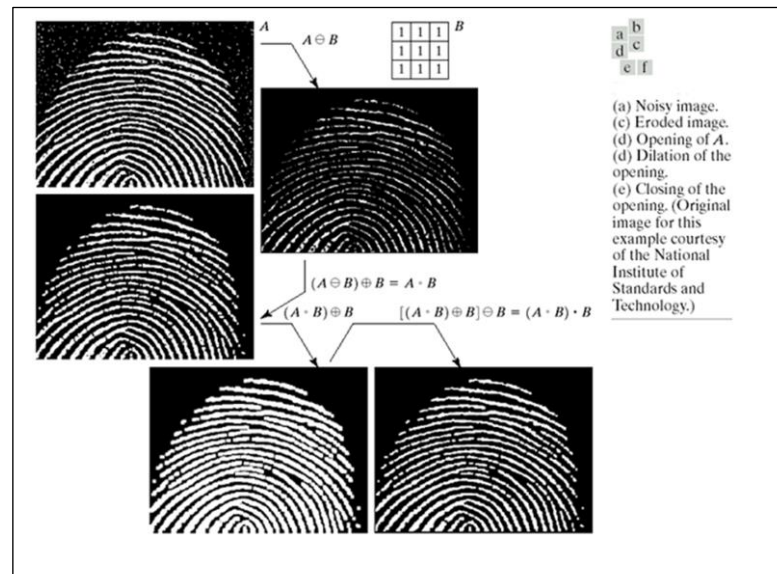 A
A ⊖ B
1 1 1
1 1 1
1 1 1
B
(A ⊖ B) ⊕ B = A · B
(A · B) ⊕ B
[(A · B) ⊕ B] ⊖ B = (A · B) • B
a b
d c
e f
(a) Noisy image.
(c) Eroded image.
(d) Opening of A.
(d) Dilation of the
opening.
(e) Closing of the
opening. (Original
image for this
example courtesy
of the National
Institute of
Standards and
Technology.)